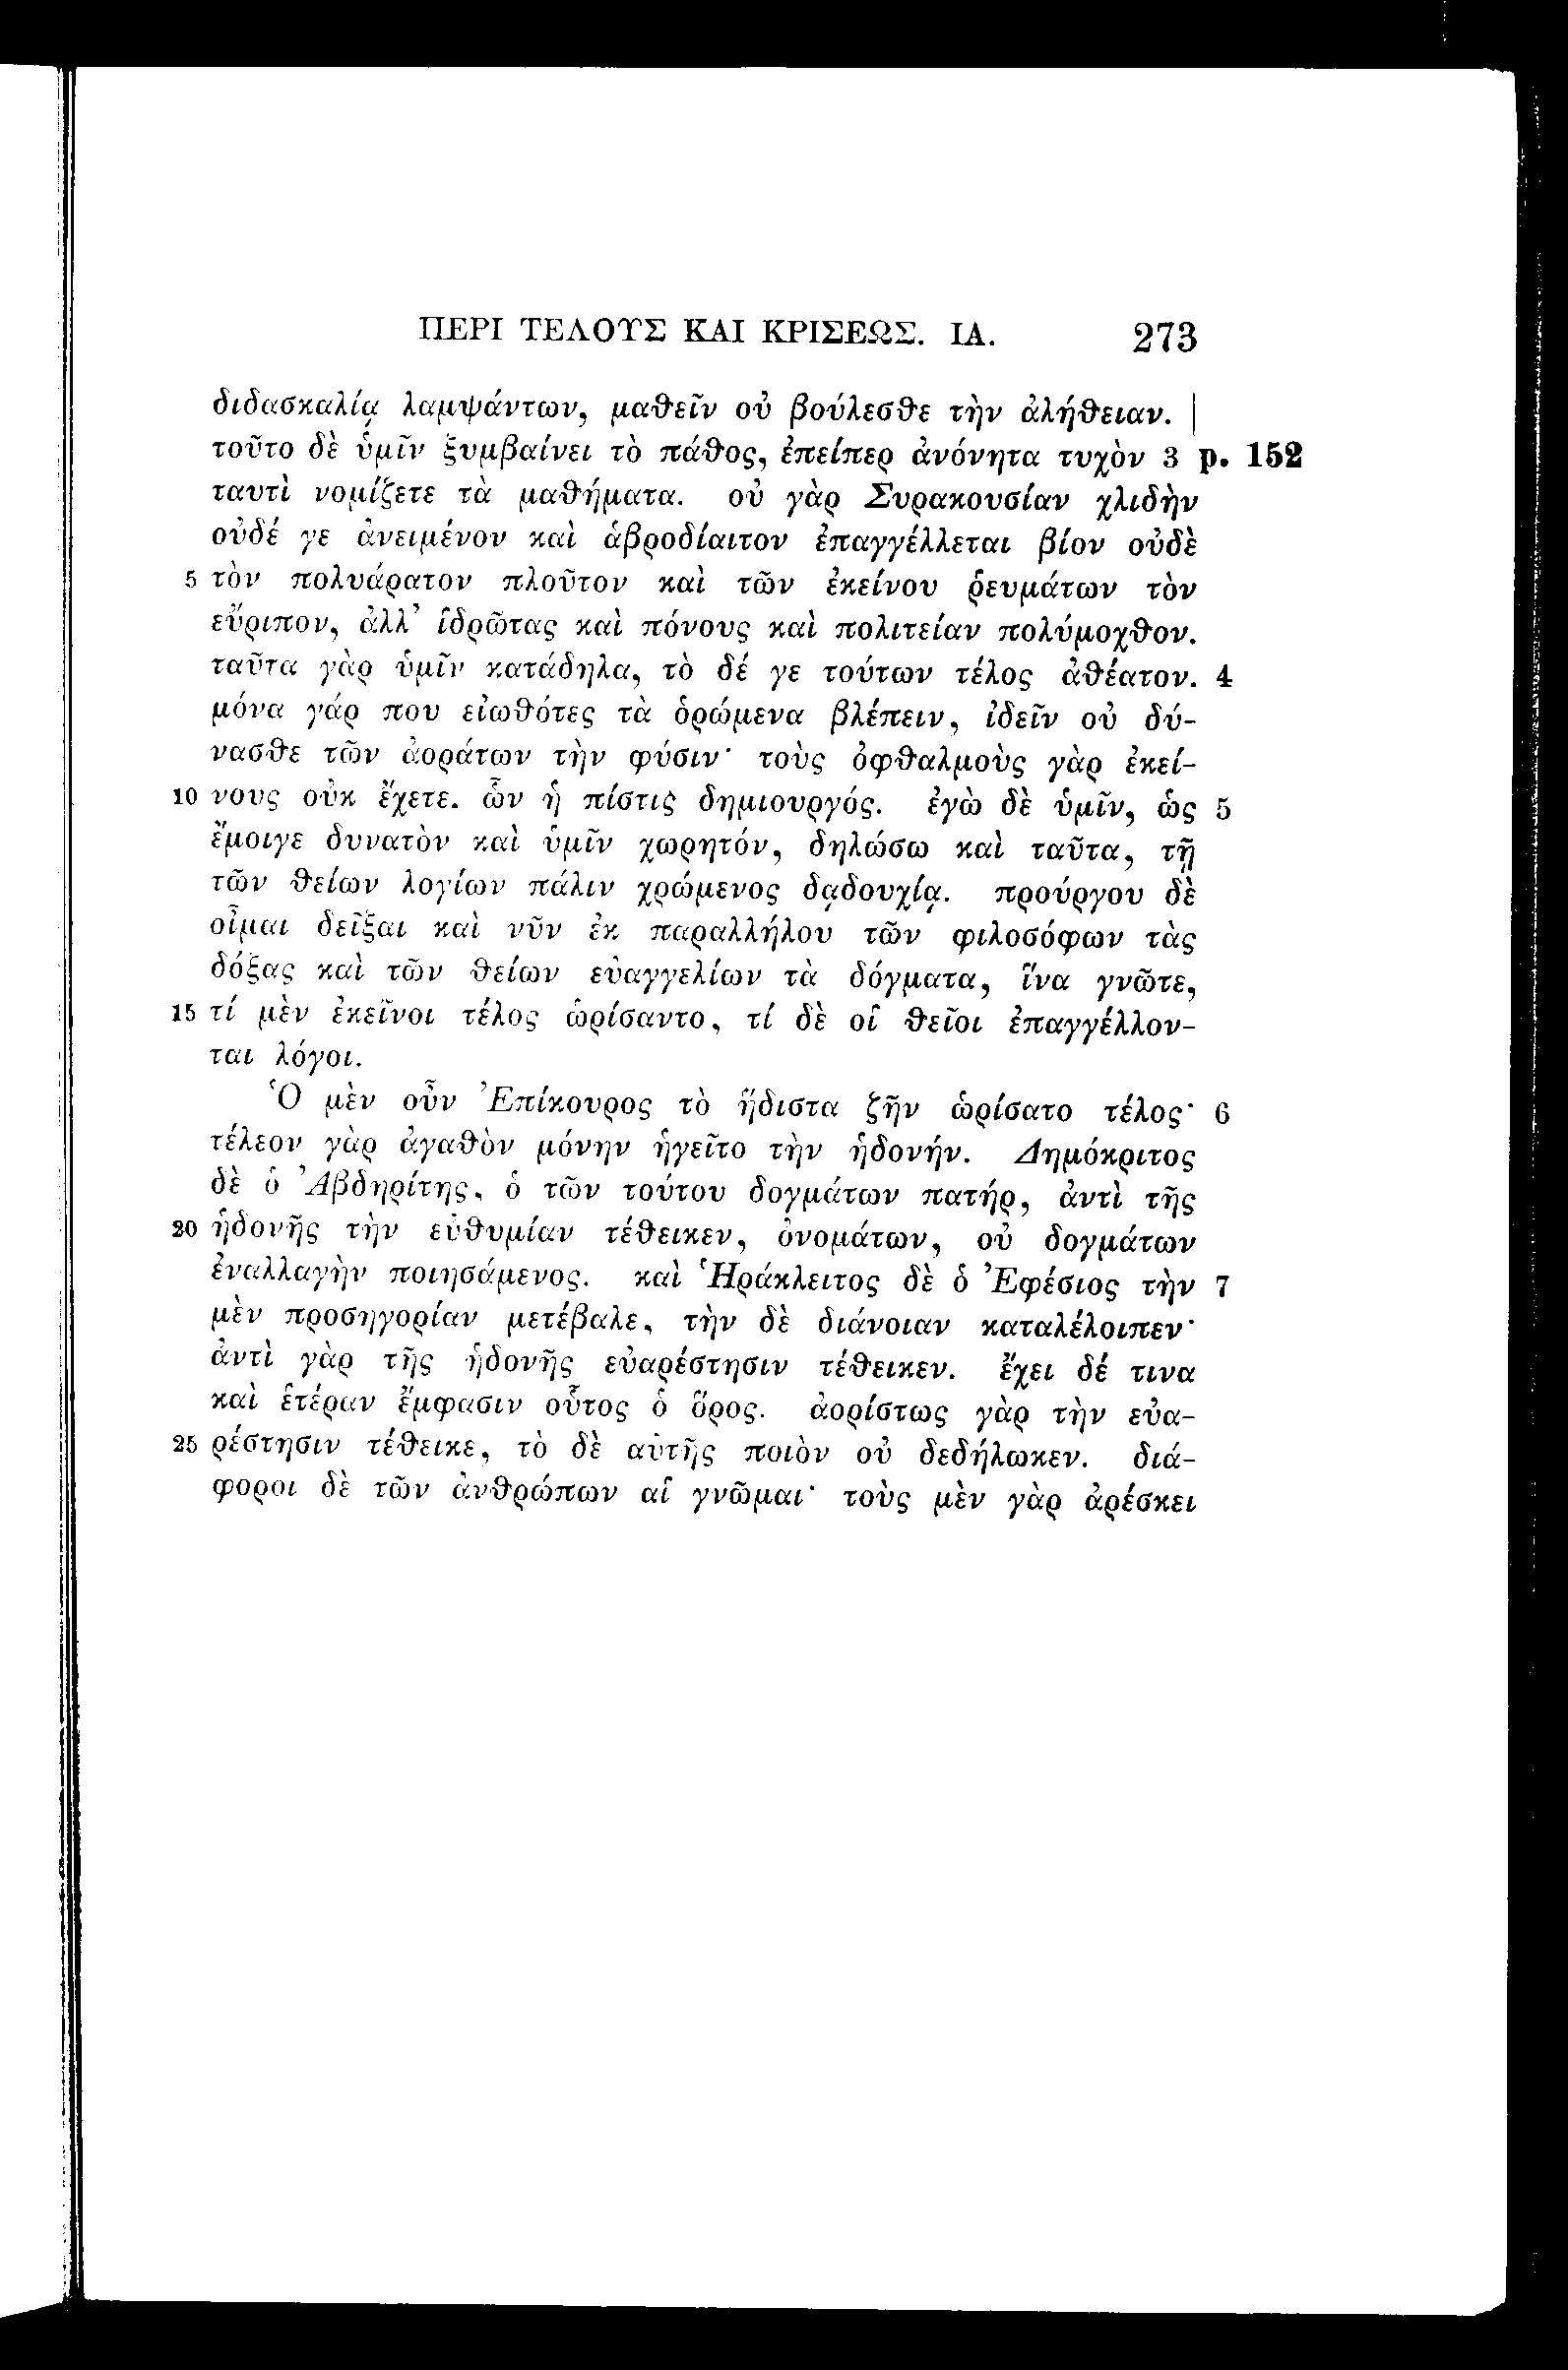 ΠΕΡΙ ΤΕΛΟΥΣ ΚΑΙ ΚΡΙΣΕΩΣ. ΙΑ. 273
διδασκαλίᾳ λαμψάντων, μαθεῖν οὐ βούλεσθε τὴν ἀλήθειαν. |
τοῦτο δὲ ὑμῖν ξυμβαίνει τὸ πάθος, ἐπείπερ ἀνόνητα τυχὸν 3 p. 152
ταυτὶ νομίζετε τὰ μαθήματα. οὐ γὰρ Συρακουσίαν χλιδὴν
οὐδέ γε ἀνειμένον καὶ ἁβροδίαιτον ἐπαγγέλλεται βίον οὐδὲ
5 τὸν πολυάρατον πλοῦτον καὶ τῶν ἐκείνου ῥευμάτων τὸν
εὔριπον, ἀλλ’ ἱδρῶτας καὶ πόνους καὶ πολιτείαν πολύμοχθον.
ταῦτα γὰρ ὑμῖν κατάδηλα, τὸ δέ γε τούτων τέλος ἀθέατον. 4
μόνα γάρ που εἰωθότες τὰ ὁρώμενα βλέπειν, ἰδεῖν οὐ δύ-
νασθε τῶν ἀοράτων τὴν φύσιν· τοὺς ὀφθαλμοὺς γὰρ ἐκεί-
10 νους οὐκ ἔχετε. ὧν ἡ πίστις δημιουργός. ἐγὼ δὲ ὑμῖν, ὡς 5
ἔμοιγε δυνατὸν καὶ ὑμῖν χωρητόν, δηλώσω καὶ ταῦτα, τῇ
τῶν θείων λογίων πάλιν χρώμενος δᾳδουχίᾳ. προύργου δὲ
οἶμαι δεῖξαι καὶ νῦν ἐκ παραλλήλου τῶν φιλοσόφων τὰς
δόξας καὶ τῶν θείων εὐαγγελίων τὰ δόγματα, ἵνα γνῶτε,
15 τί μὲν ἐκεῖνοι τέλος ὡρίσαντο, τί δὲ οἱ θεῖοι ἐπαγγέλλον-
ται λόγοι.
Ὁ μὲν οὖν Ἐπίκουρος τὸ ἥδιστα ζῆν ὡρίσατο τέλος· 6
τέλεον γὰρ ἀγαθὸν μόνην ἡγεῖτο τὴν ἡδονήν. Δημόκριτος
δὲ ὁ Ἀβδηρίτης, ὁ τῶν τούτου δογμάτων πατήρ, ἀντὶ τῆς
20 ἡδονῆς τὴν εὐθυμίαν τέθεικεν, ὀνομάτων, οὐ δογμάτων
ἐναλλαγὴν ποιησάμενος. καὶ Ἡράκλειτος δὲ ὁ Ἐφέσιος τὴν 7
μὲν προσηγορίαν μετέβαλε, τὴν δὲ διάνοιαν καταλέλοιπεν·
ἀντὶ γὰρ τῆς ἡδονῆς εὐαρέστησιν τέθεικεν. ἔχει δέ τινα
καὶ ἑτέραν ἔμφασιν οὗτος ὁ ὅρος. ἀορίστως γὰρ τὴν εὐα-
25 ρέστησιν τέθεικε, τὸ δὲ αὐτῆς ποιὸν οὐ δεδήλωκεν. διά-
φοροι δὲ τῶν ἀνθρώπων αἱ γνῶμαι· τοὺς μὲν γὰρ ἀρέσκει